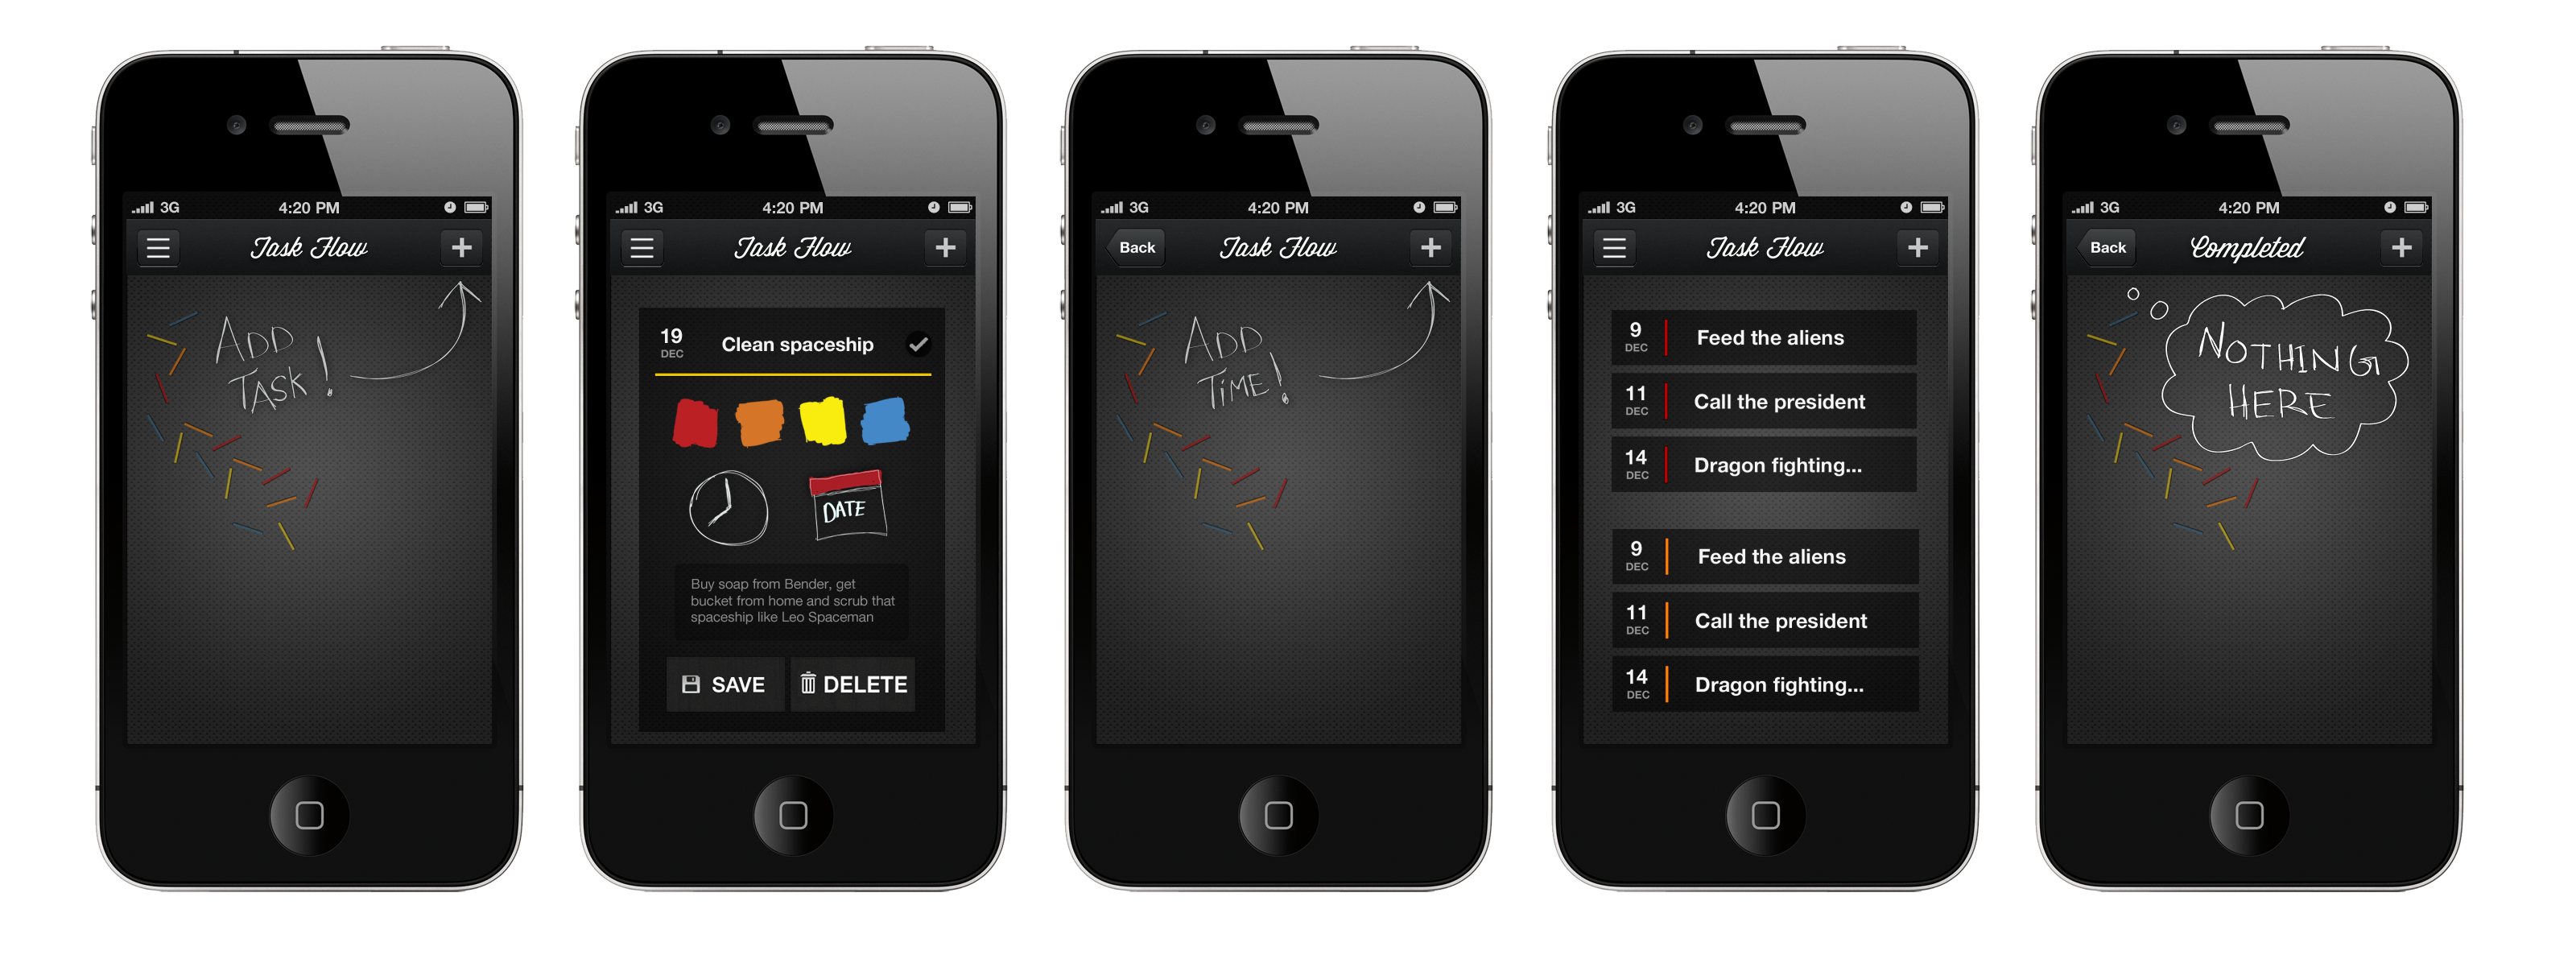 3G 4:20 PM
Task Flow
ADD
TASK!
3G 4:20 PM
Task Flow
19
DEC
Clean spaceship
DATE
Buy soap from Bender, get
bucket from home and scrub that
spaceship like Leo Spaceman
SAVE
DELETE
3G 4:20 PM
Back
Task Flow
ADD
TIME!
3G 4:20 PM
Task Flow
9
DEC
Feed the aliens
11
DEC
Call the president
14
DEC
Dragon fighting...
9
DEC
Feed the aliens
11
DEC
Call the president
14
DEC
Dragon fighting...
3G 4:20 PM
Back
Completed
NOTHING
HERE